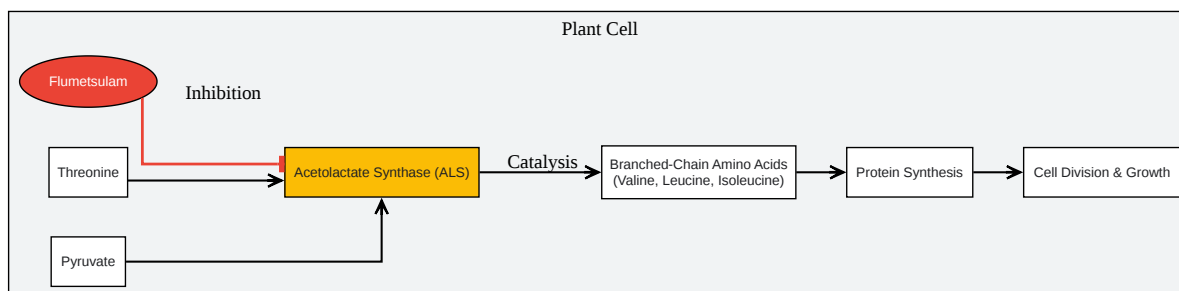 Plant Cell
Flumetsulam
Inhibition
Threonine
Acetolactate Synthase (ALS)
Catalysis
Branched-Chain Amino Acids
(Valine, Leucine, Isoleucine)
Protein Synthesis
Cell Division & Growth
Pyruvate